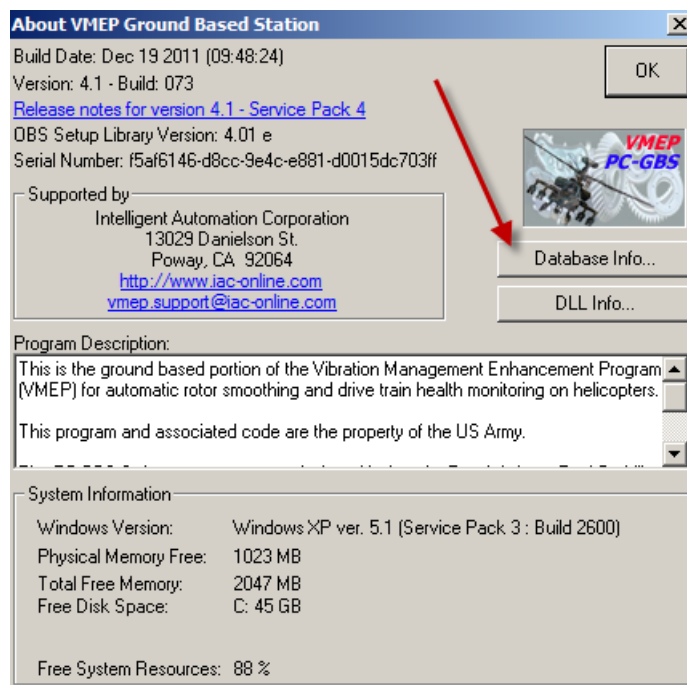 About VMEP Ground Based Station
Build Date: Dec 19 2011 (09:48:24)
OK
Version: 4.1 - Build: 073
Release notes for version 4.1 - Service Pack 4
OBS Setup Library Version: 4.01 e
Serial Number: f5af6146-d8cc-9e4c-e881-d0015dc703ff
VMEP
PC-GBS
Supported by
Intelligent Automation Corporation
13029 Danielson St.
Poway, CA 92064
http://www.iac-online.com
vmep.support@iac-online.com
Database Info...
DLL Info...
Program Description:
This is the ground based portion of the Vibration Management Enhancement Program
(VMEP) for automatic rotor smoothing and drive train health monitoring on helicopters.
This program and associated code are the property of the US Army.
System Information
Windows Version: Windows XP ver. 5.1 (Service Pack 3 : Build 2600)
Physical Memory Free: 1023 MB
Total Free Memory: 2047 MB
Free Disk Space: C: 45 GB
Free System Resources: 88 %